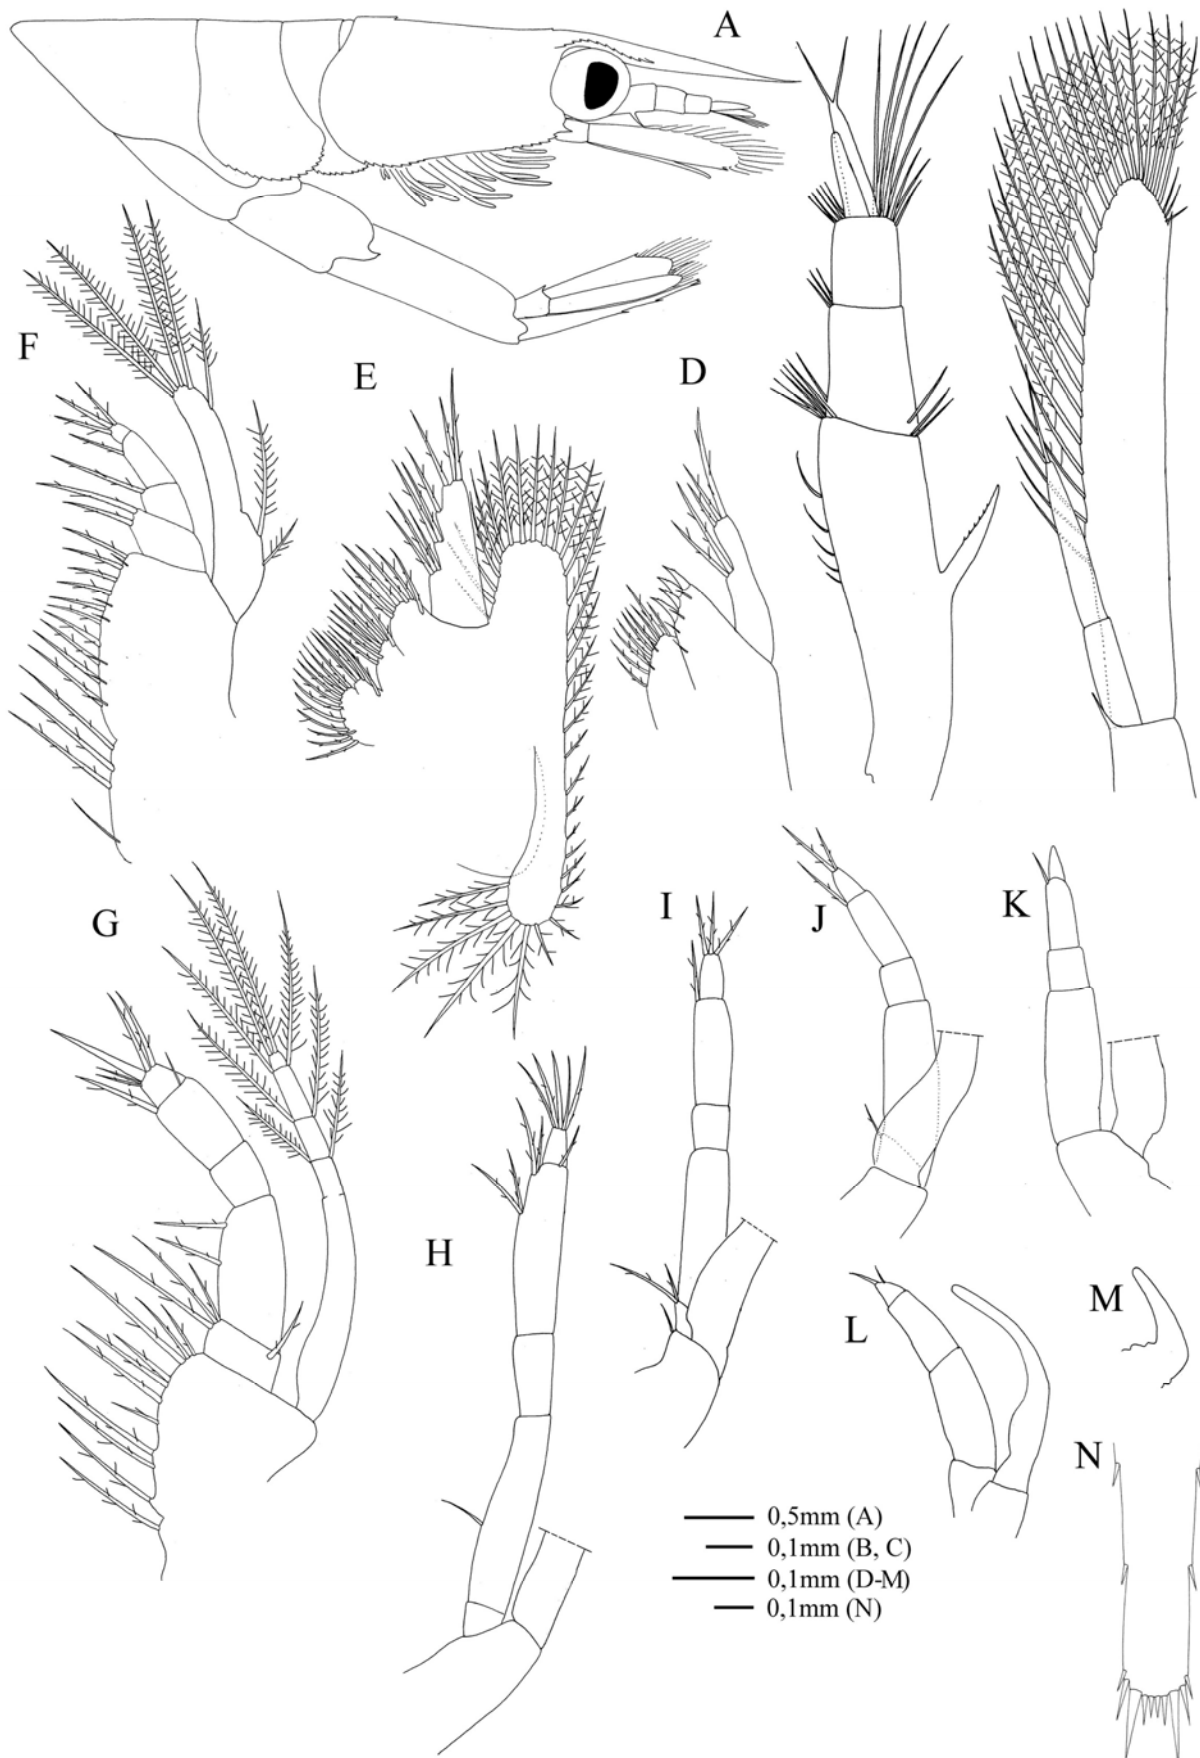 A
F
E
D
G
I
J
K
H
L
M
N
0,5mm (A)
0,1mm (B, C)
0,1mm (D-M)
0,1mm (N)